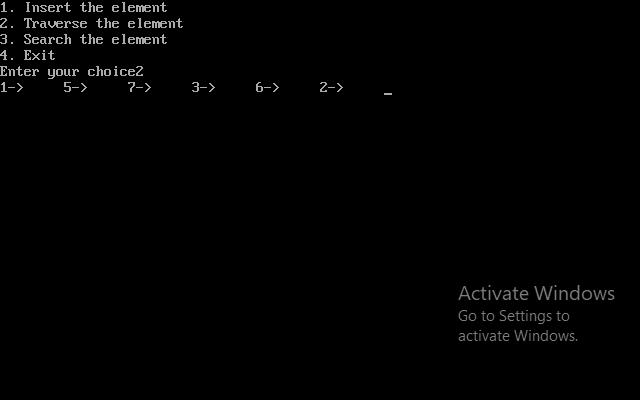 1. Insert the element
2. Traverse the element
3. Search the element
4. Exit
Enter your choice2
1->     5->     7->     3->     6->     2->     _
Activate Windows
Go to Settings to
activate Windows.